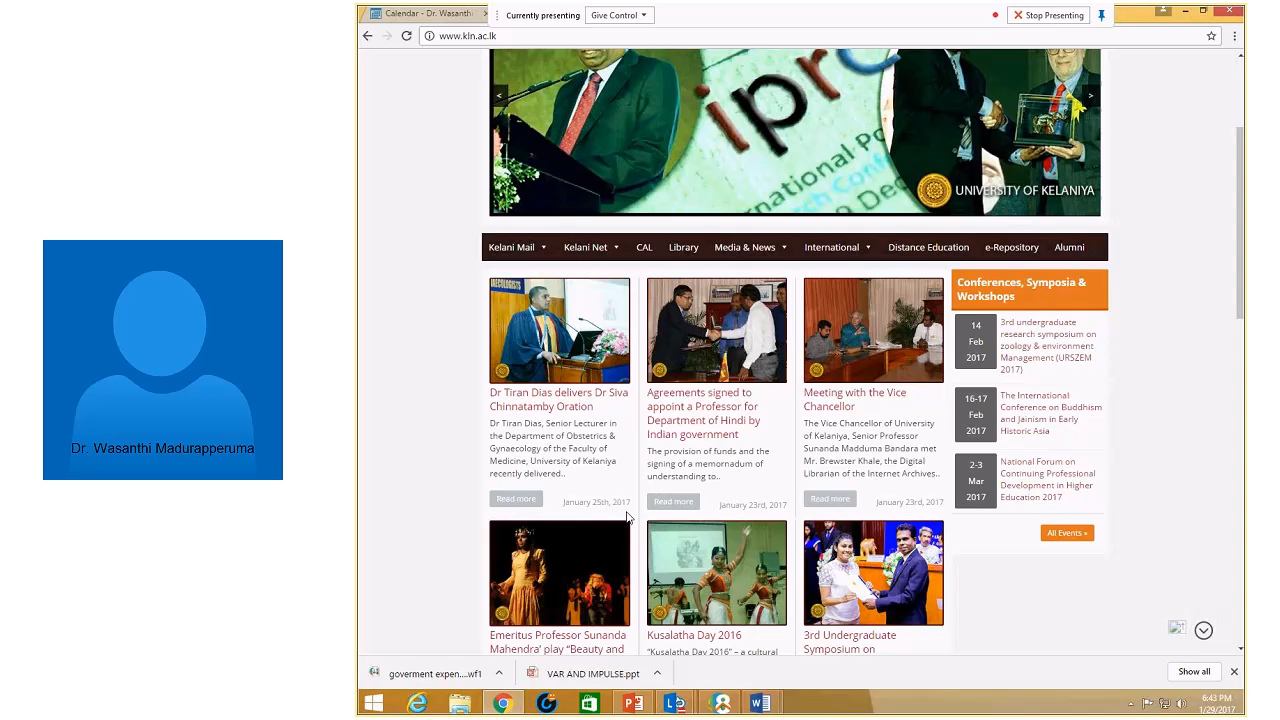 Calendar - Dr. Wasanthi
Currently presenting
Give Control
Stop Presenting
www.kln.ac.lk
iprc
UNIVERSITY OF KELANIYA
Kelani Mail
Kelani Net
CAL
Library
Media & News
International
Distance Education
e-Repository
Alumni
Dr Tiran Dias delivers Dr Siva
Chinnatamby Oration
Dr Tiran Dias, Senior Lecturer in
the Department of Obstetrics &
Gynaecology of the Faculty of
Medicine, University of Kelaniya
recently delivered..
Read more
January 25th, 2017
Agreements signed to
appoint a Professor for
Department of Hindi by
Indian government
The provision of funds and the
signing of a memornadum of
understanding to..
Read more
January 23rd, 2017
Meeting with the Vice
Chancellor
The Vice Chancellor of University
of Kelaniya, Senior Professor
Sunanda Madduma Bandara met
Mr. Brewster Khale, the Digital
Librarian of the Internet Archives..
Read more
January 23rd, 2017
Conferences, Symposia &
Workshops
14
Feb
2017
3rd undergraduate
research symposium on
zoology & environment
Management (URSZEM
2017)
16-17
Feb
2017
The International
Conference on Buddhism
and Jainism in Early
Historic Asia
2-3
Mar
2017
National Forum on
Continuing Professional
Development in Higher
Education 2017
All Events »
Dr. Wasanthi Madurapperuma
Emeritus Professor Sunanda
Mahendra' play "Beauty and
Kusalatha Day 2016
"Kusalatha Day 2016" – a cultural
3rd Undergraduate
Symposium on
goverment expen....wf1
VAR AND IMPULSE.ppt
Show all
6:43 PM
1/29/2017